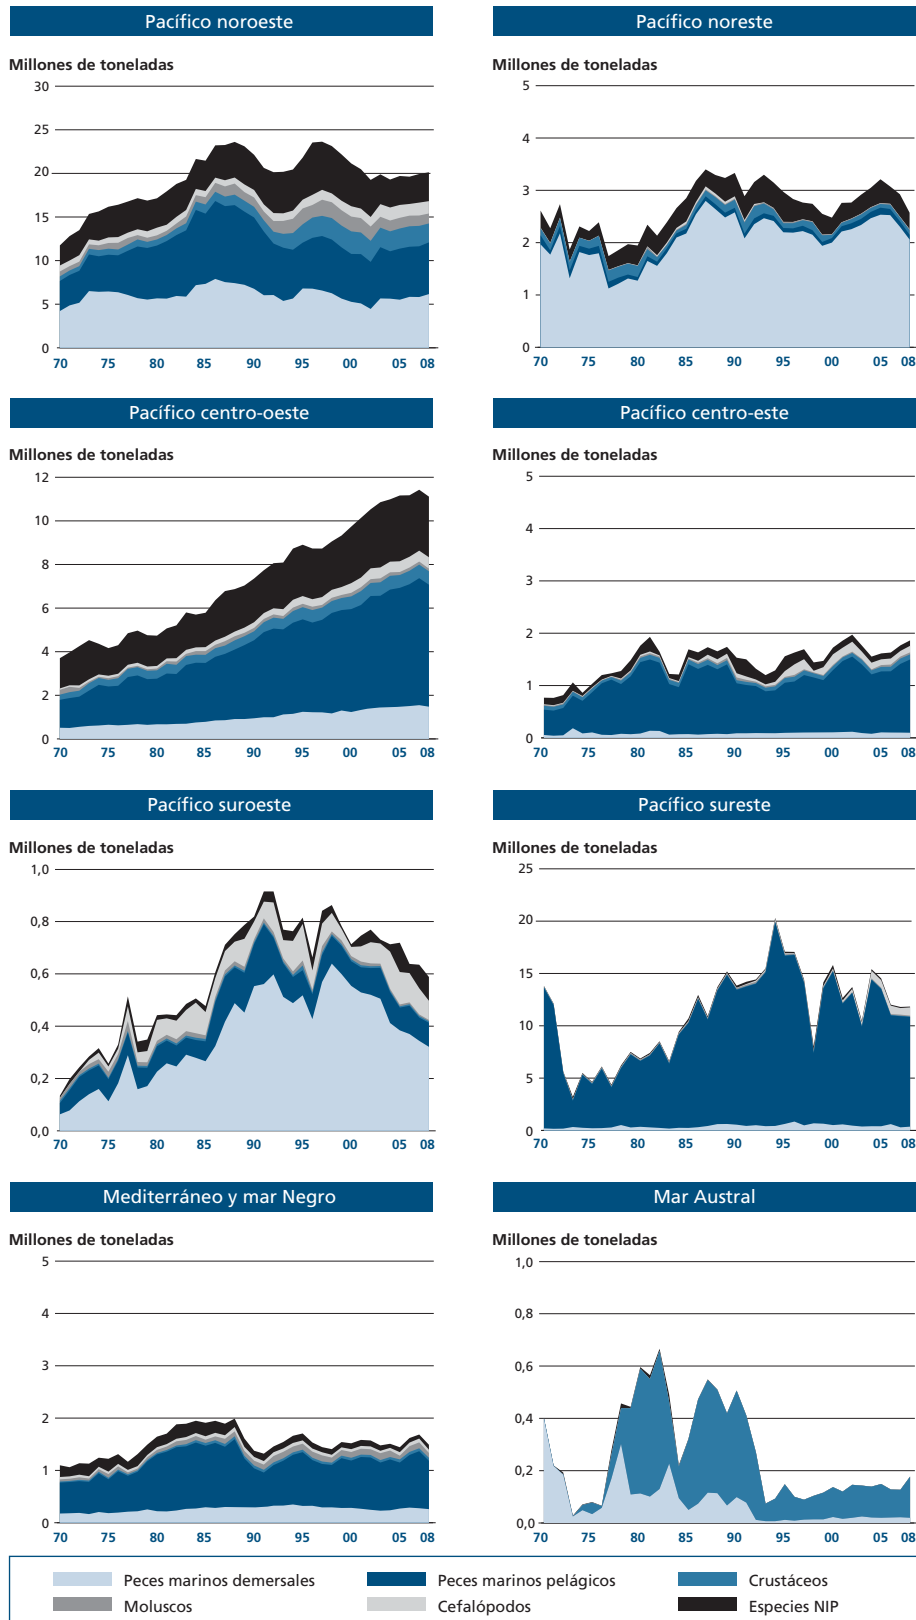 Pacífico noroeste
Pacífico noreste
Millones de toneladas
Millones de toneladas
30
25
20
15
10
5
0
70 75 80 85 90 95 00 05 08
5
4
3
2
1
0
70 75 80 85 90 95 00 05 08
Pacífico centro-oeste
Pacífico centro-este
Millones de toneladas
Millones de toneladas
12
10
8
6
4
2
0
70 75 80 85 90 95 00 05 08
5
4
3
2
1
0
70 75 80 85 90 95 00 05 08
Pacífico suroeste
Pacífico sureste
Millones de toneladas
Millones de toneladas
1,0
0,8
0,6
0,4
0,2
0,0
70 75 80 85 90 95 00 05 08
25
20
15
10
5
0
70 75 80 85 90 95 00 05 08
Mediterráneo y mar Negro
Mar Austral
Millones de toneladas
Millones de toneladas
5
4
3
2
1
0
70 75 80 85 90 95 00 05 08
1,0
0,8
0,6
0,4
0,2
0,0
70 75 80 85 90 95 00 05 08
Peces marinos demersales
Peces marinos pelágicos
Crustáceos
Moluscos
Cefalópodos
Especies NIP